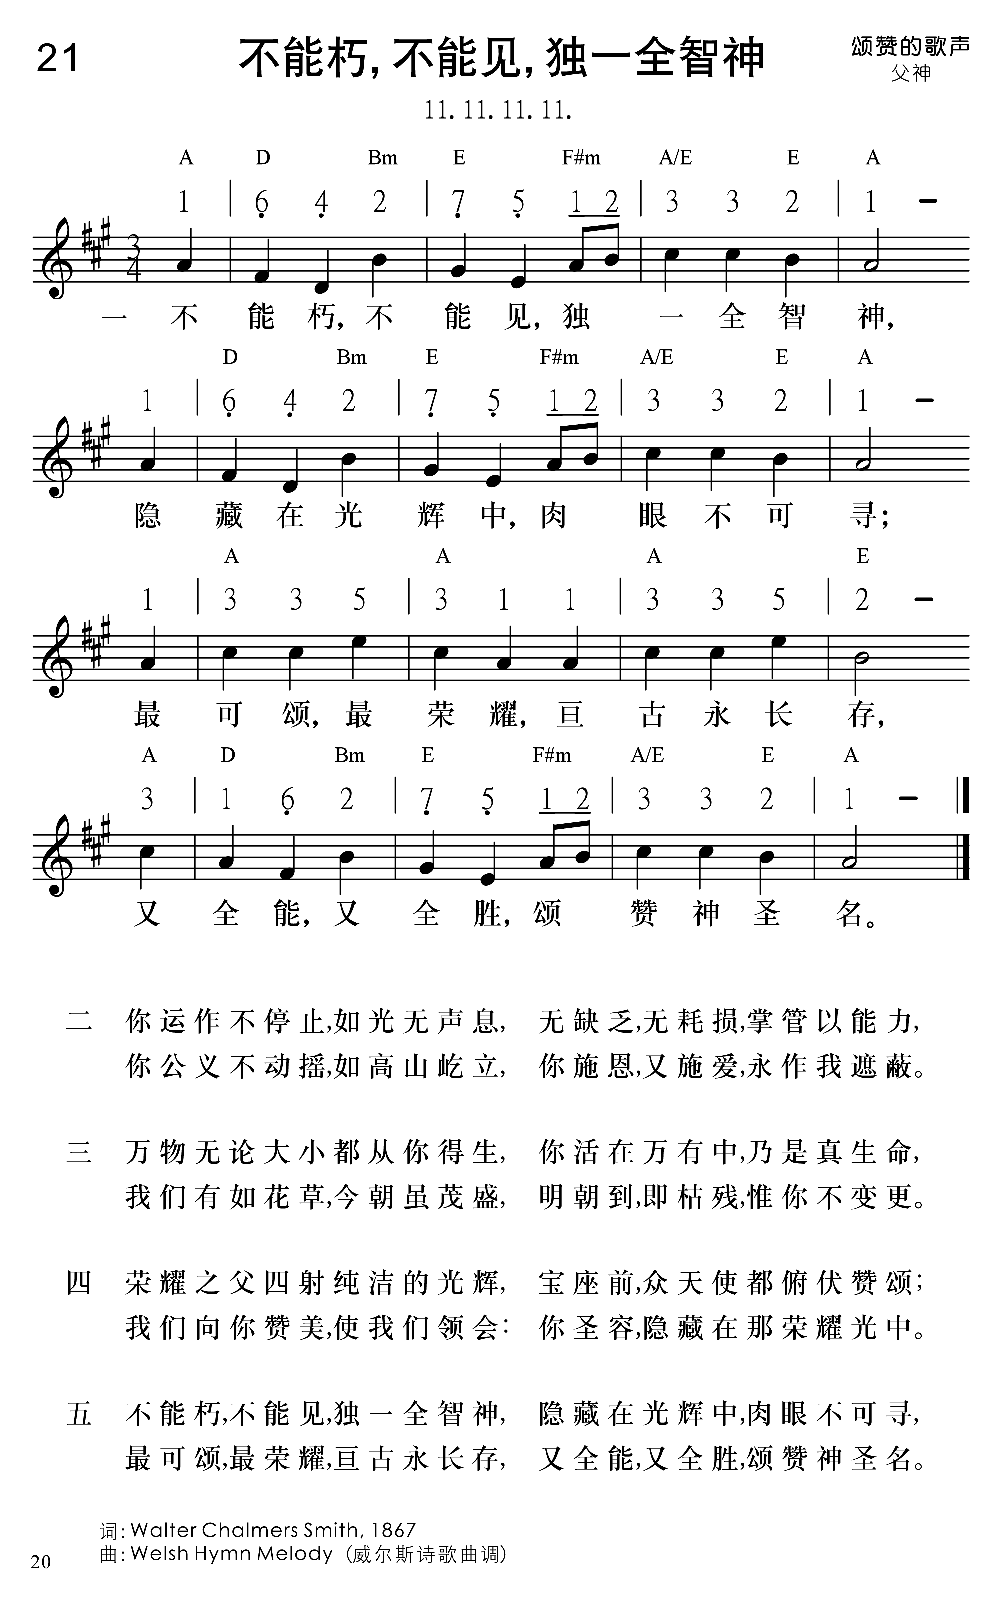 21
不能朽,不能见,独一全智神
颂赞的歌声
父神
11. 11. 11. 11.
A D Bm E F#m A/E E A
1 | 6 4 2 | 7 5 1 2 | 3 3 2 | 1 –
3
4
一 不 能 朽, 不 能 见, 独 一 全 智 神,
D Bm E F#m A/E E A
1 | 6 4 2 | 7 5 1 2 | 3 3 2 | 1 –
隐 藏 在 光 辉 中, 肉 眼 不 可 寻;
A A A E
1 | 3 3 5 | 3 1 1 | 3 3 5 | 2 –
最 可 颂, 最 荣 耀, 亘 古 永 长 存,
A D Bm E F#m A/E E A
3 | 1 6 2 | 7 5 1 2 | 3 3 2 | 1 –
又 全 能, 又 全 胜, 颂 赞 神 圣 名。
二 你运作不停止,如光无声息, 无缺乏,无耗损,掌管以能力,
你公义不动摇,如高山屹立, 你施恩,又施爱,永作我遮蔽。
三 万物无论大小都从你得生, 你活在万有中,乃是真生命,
我们有如花草,今朝虽茂盛, 明朝到,即枯残,惟你不变更。
四 荣耀之父四射纯洁的光辉, 宝座前,众天使都俯伏赞颂;
我们向你赞美,使我们领会: 你圣容,隐藏在那荣耀光中。
五 不能朽,不能见,独一全智神, 隐藏在光辉中,肉眼不可寻,
最可颂,最荣耀,亘古永长存, 又全能,又全胜,颂赞神圣名。
词: Walter Chalmers Smith, 1867
曲: Welsh Hymn Melody (威尔斯诗歌曲调)
20